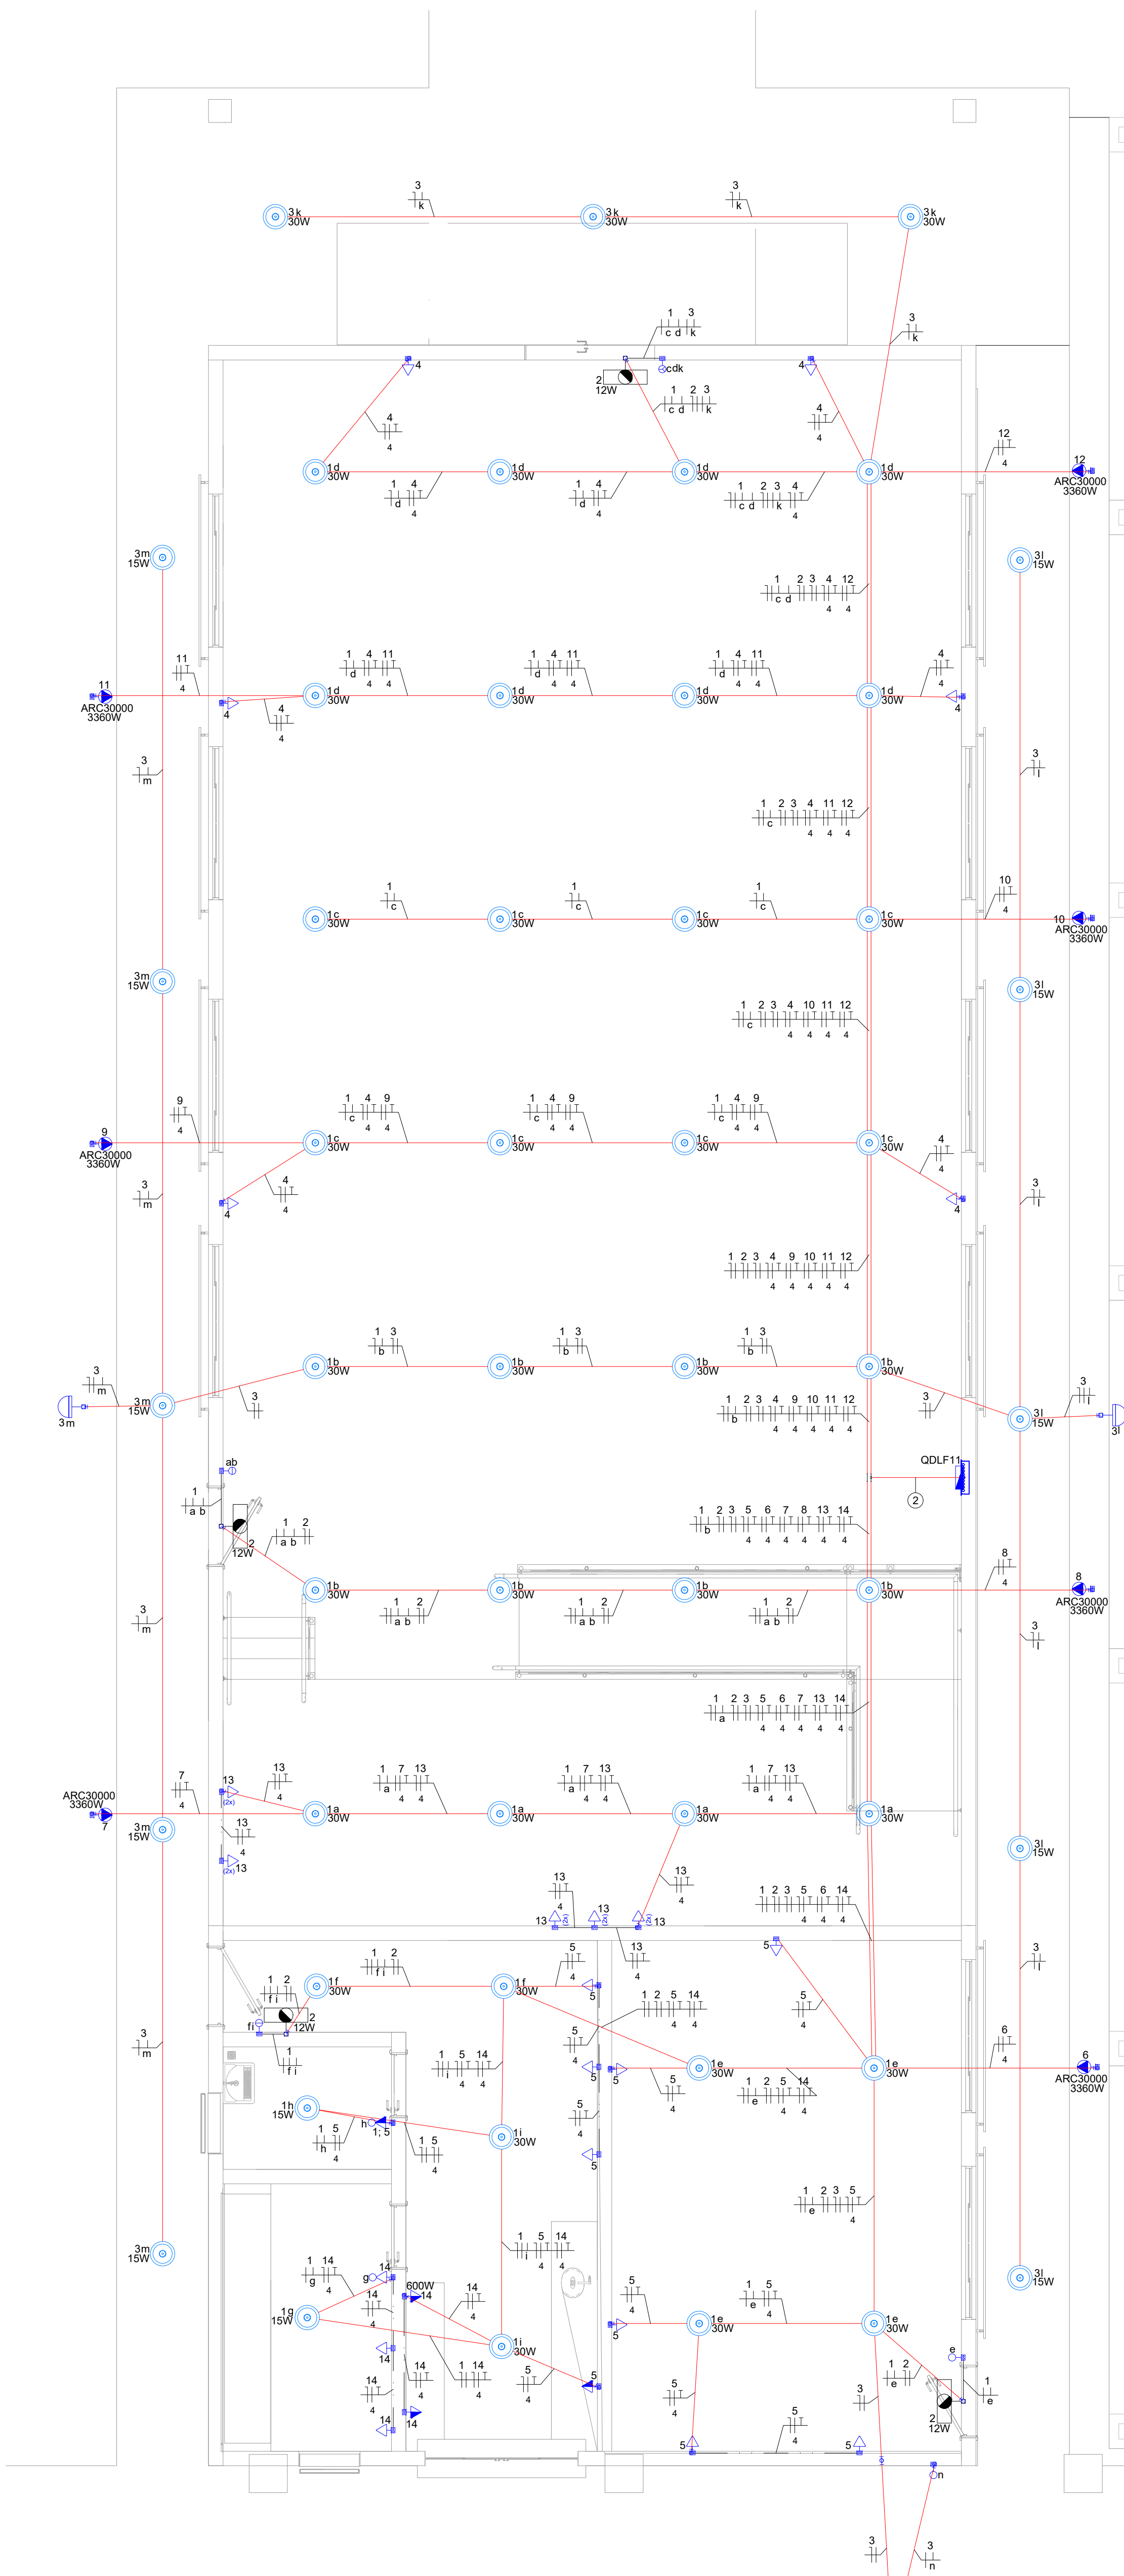 3
k
3
k
3k
30W
3k
30W
3k
30W
1 3
c d k
3
k
4
cdk
4
2
12W
1 2 3
c d k
4
4
4
4
12
4
12
1d
30W
1d
30W
1d
30W
1d
30W
ARC30000
3360W
1 4
d 4
1 4
d 4
1 2 3 4
c d k 4
3m
15W
3l
15W
1 2 3 4 12
c d 4 4
11
4
1 4 11
d 4 4
1 4 11
d 4 4
1 4 11
d 4 4
4
4
11
ARC30000
3360W
4
4
4
1d
30W
1d
30W
1d
30W
1d
30W
4
3
m
3
l
1 2 3 4 11 12
c 4 4 4
1
c
1
c
1
c
10
4
1c
30W
1c
30W
1c
30W
1c
30W
10
ARC30000
3360W
3m
15W
3l
15W
1 2 3 4 10 11 12
c 4 4 4 4
9
4
1 4 9
c 4 4
1 4 9
c 4 4
1 4 9
c 4 4
9
ARC30000
3360W
1c
30W
1c
30W
1c
30W
1c
30W
4
4
3
m
4
4
4
4
3
l
1 2 3 4 9 10 11 12
4 4 4 4 4
1 3
b
1 3
b
1 3
b
1b
30W
1b
30W
1b
30W
1b
30W
3
m
3
3
3
l
3m
3m
15W
3l
15W
3l
1 2 3 4 9 10 11 12
b 4 4 4 4 4
ab
QDLF11
2
1
a b
2
12W
1 2
a b
1 2 3 5 6 7 8 13 14
b 4 4 4 4 4 4
8
4
1b
30W
1b
30W
1b
30W
1b
30W
8
ARC30000
3360W
1 2
a b
1 2
a b
1 2
a b
3
m
3
l
1 2 3 5 6 7 13 14
a 4 4 4 4 4
7
4
13
(2x)
13
4
1 7 13
a 4 4
1 7 13
a 4 4
1 7 13
a 4 4
ARC30000
3360W
7
3m
15W
1a
30W
1a
30W
1a
30W
1a
30W
3l
15W
13
4
(2x)
13
13
4
13
4
13
(2x)
13
(2x)
(2x)
13
13
4
1 2 3 5 6 14
4 4 4
5
1 2
f i
5
4
3
l
1 2
f i
1f
30W
1f
30W
5
1 2 5 14
4 4
5
4
fi
2
12W
5
4
6
4
3
m
1
f i
1 5 14
i 4 4
5
5
5
4
1e
30W
1 2 5 14
e 4 4
1e
30W
6
ARC30000
3360W
1h
15W
h
1; 5
1 5
h 4
1 5
4
1i
30W
5
4
5
1 2 3 5
e 4
1 5 14
i 4 4
3m
15W
1 14
g 4
g
14
600W
14
14
4
14
4
3l
15W
1g
15W
1i
30W
5
4
5
1e
30W
1 5
e 4
1e
30W
14
14
4
14
4
1 14
4
5
4
5
5
4
1 2
e
e
1
e
14
14
5
4
5
5
3
2
12W
n
3
3
n